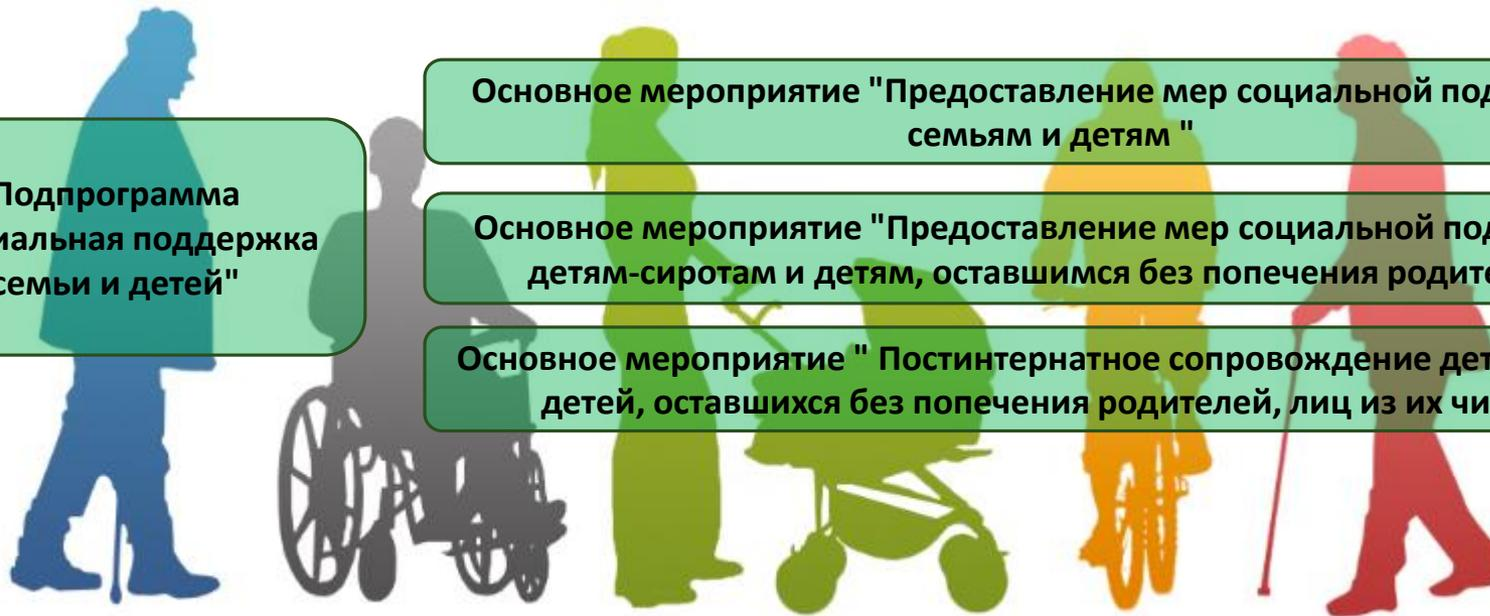 Подпрограмма
иальная поддержка
семьи и детей"
Основное мероприятие "Предоставление мер социальной под
семьям и детям "
Основное мероприятие "Предоставление мер социальной под
детям-сиротам и детям, оставшимся без попечения родите
Основное мероприятие " Постинтернатное сопровождение дет
детей, оставшихся без попечения родителей, лиц из их чи